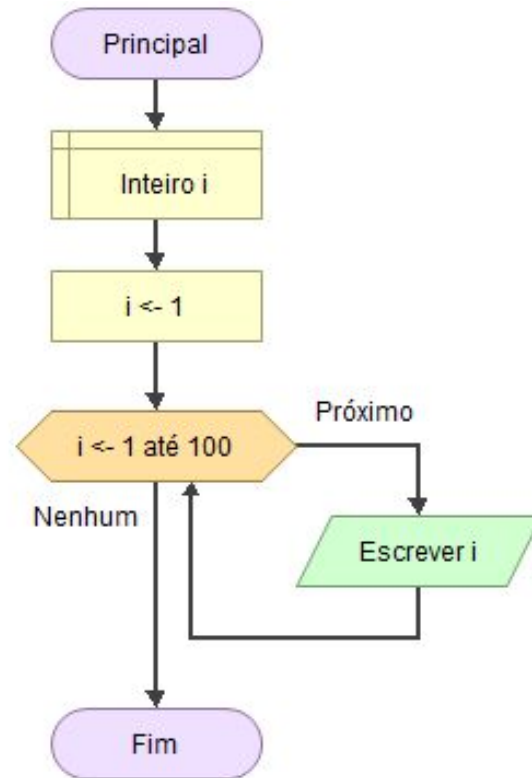 Principal
Inteiro i
i <- 1
i <- 1 até 100
Próximo
Nenhum
Escrever i
Fim